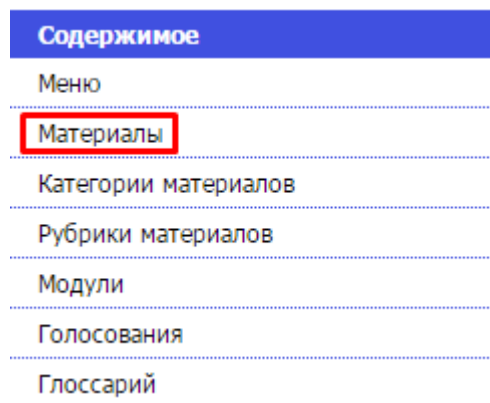 Содержимое
Меню
Материалы
Категории материалов
Рубрики материалов
Модули
Голосования
Глоссарий